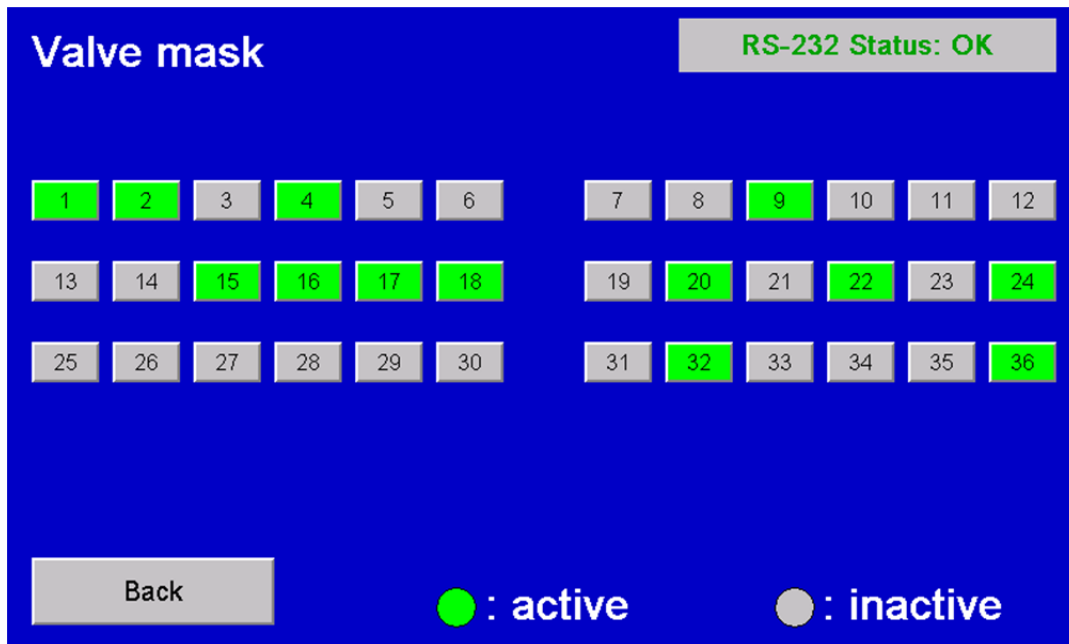 Valve mask
RS-232 Status: OK
1 2 3 4 5 6 7 8 9 10 11 12
13 14 15 16 17 18 19 20 21 22 23 24
25 26 27 28 29 30 31 32 33 34 35 36
Back
: active
: inactive